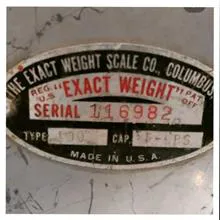 THE EXACT WEIGHT SCALE CO., COLUMBUS
REG. U.S. "EXACT WEIGHT" PAT. OFF
SERIAL 116982
TYPE CAP.
MADE IN U.S.A.